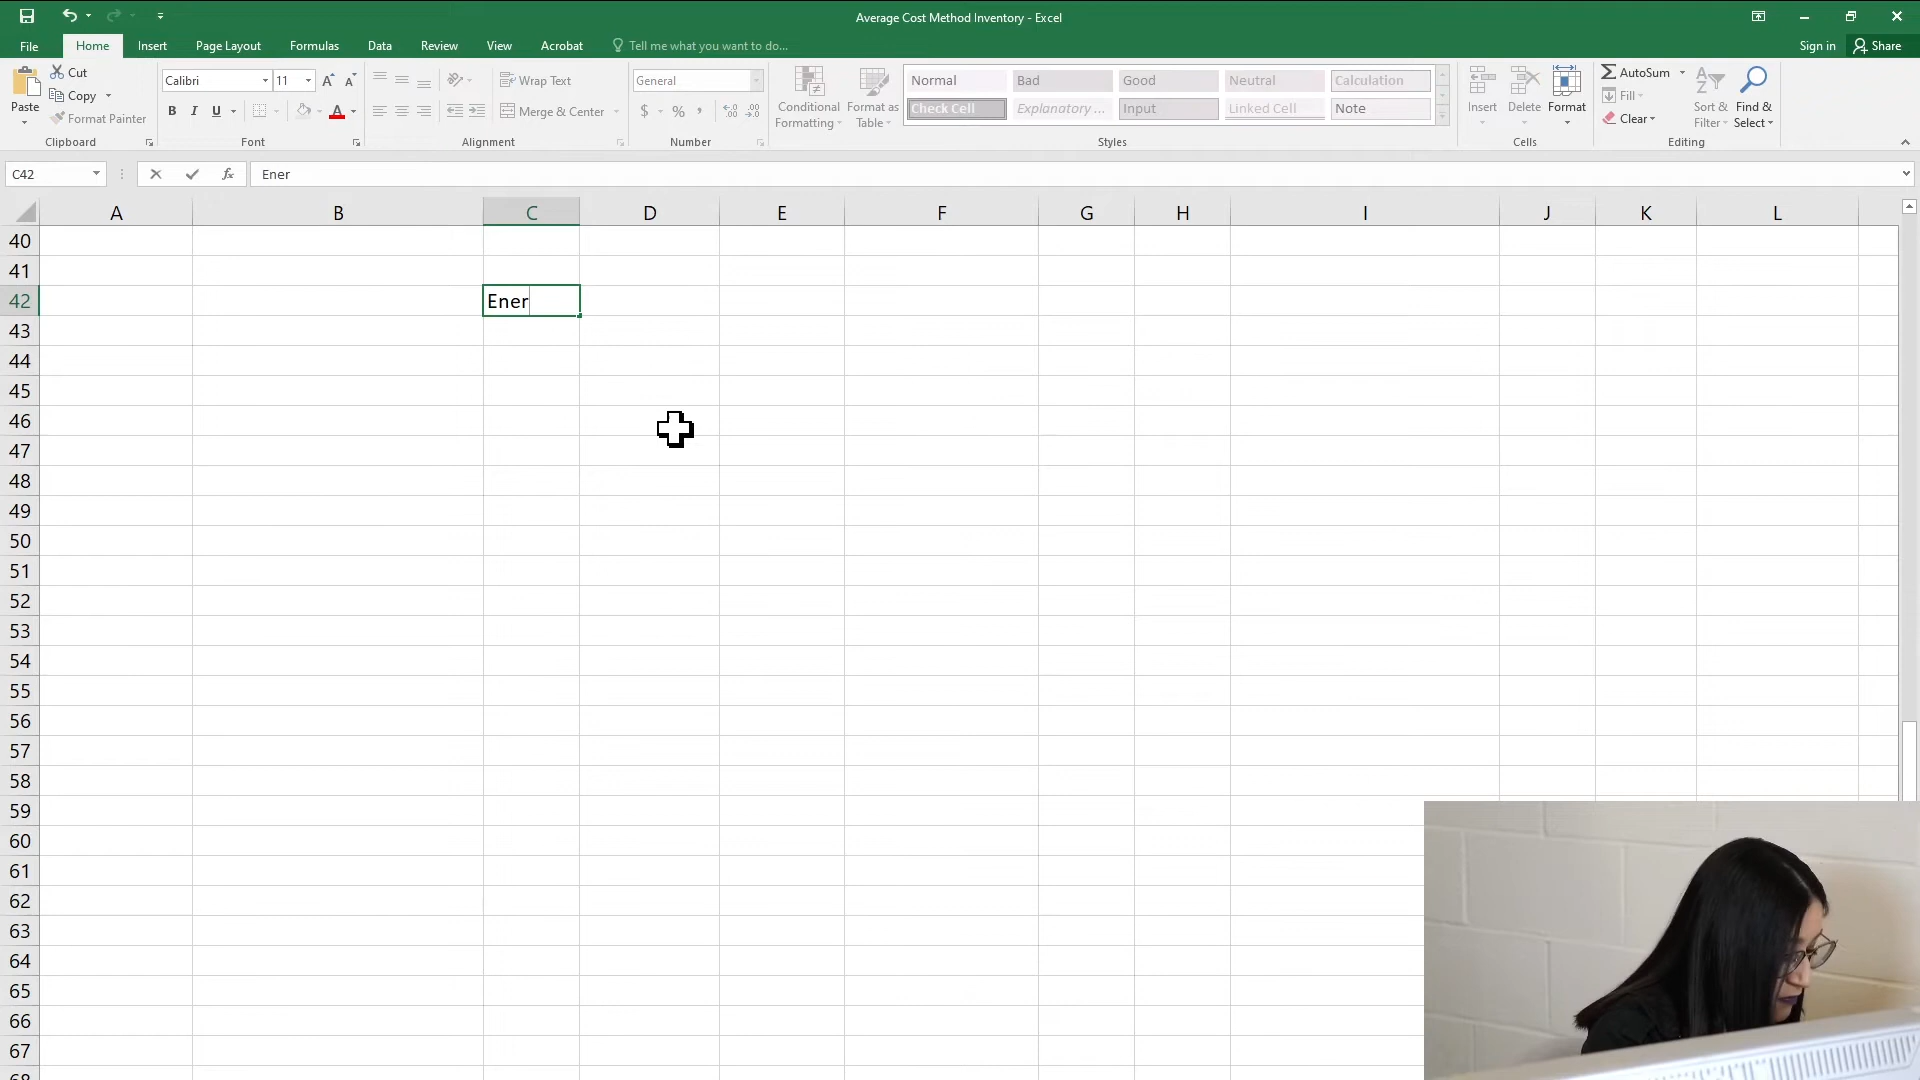 Average Cost Method Inventory - Excel
File Home Insert Page Layout Formulas Data Review View Acrobat Tell me what you want to do... Sign in Share
Paste
Cut
Copy
Format Painter
Clipboard
Calibri 11
B I U
Font
Wrap Text
Merge & Center
Alignment
General
$ % ,
Number
Conditional Formatting
Format as Table
Normal Bad Good Neutral Calculation
Check Cell Explanatory ... Input Linked Cell Note
Styles
Insert Delete Format
Cells
AutoSum
Fill
Clear
Sort & Filter
Find & Select
Editing
C42 fx Ener
A B C D E F G H I J K L
40
41
42 Ener
43
44
45
46
47
48
49
50
51
52
53
54
55
56
57
58
59
60
61
62
63
64
65
66
67